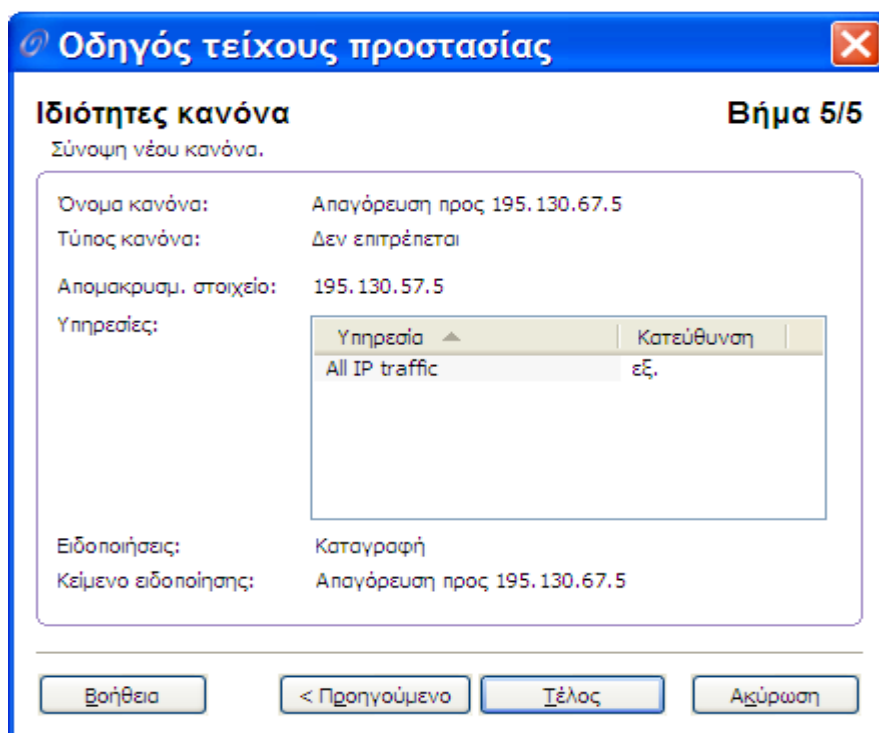 Οδηγός τείχους προστασίας
Ιδιότητες κανόνα Βήμα 5/5
Σύνοψη νέου κανόνα.
Όνομα κανόνα: Απαγόρευση προς 195.130.67.5
Τύπος κανόνα: Δεν επιτρέπεται
Απομακρυσμ. στοιχείο: 195.130.57.5
Υπηρεσίες:
Υπηρεσία Κατεύθυνση
All IP traffic εξ.
Ειδοποιήσεις: Καταγραφή
Κείμενο ειδοποίησης: Απαγόρευση προς 195.130.67.5
Βοήθεια < Προηγούμενο Τέλος Ακύρωση